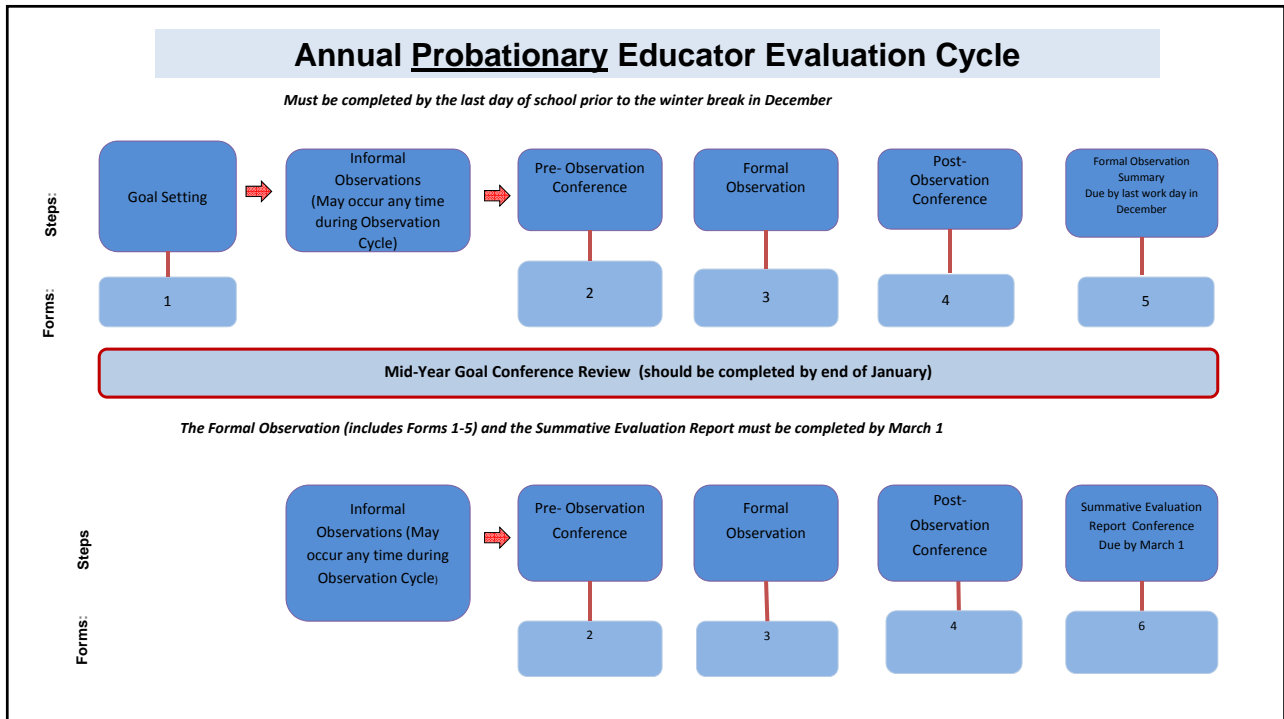 Annual Probationary Educator Evaluation Cycle
Must be completed by the last day of school prior to the winter break in December
Steps:
Goal Setting
Informal
Observations
(May occur any time
during Observation
Cycle)
Pre- Observation
Conference
Formal
Observation
Post-
Observation
Conference
Formal Observation
Summary
Due by last work day in
December
Forms:
1
2
3
4
5
Mid-Year Goal Conference Review (should be completed by end of January)
The Formal Observation (includes Forms 1-5) and the Summative Evaluation Report must be completed by March 1
Steps
Informal
Observations (May
occur any time during
Observation Cycle)
Pre- Observation
Conference
Formal
Observation
Post-
Observation
Conference
Summative Evaluation
Report Conference
Due by March 1
Forms:
2
3
4
6